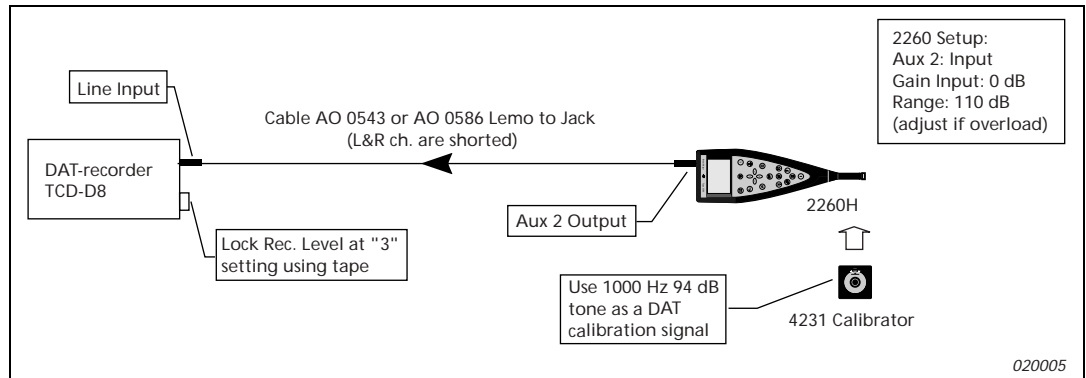 2260 Setup:
Aux 2: Input
Gain Input: 0 dB
Range: 110 dB
(adjust if overload)
Line Input
Cable AO 0543 or AO 0586 Lemo to Jack
(L&R ch. are shorted)
DAT-recorder
TCD-D8
2260H
Aux 2 Output
Lock Rec. Level at "3"
setting using tape
Use 1000 Hz 94 dB
tone as a DAT
calibration signal
4231 Calibrator
020005